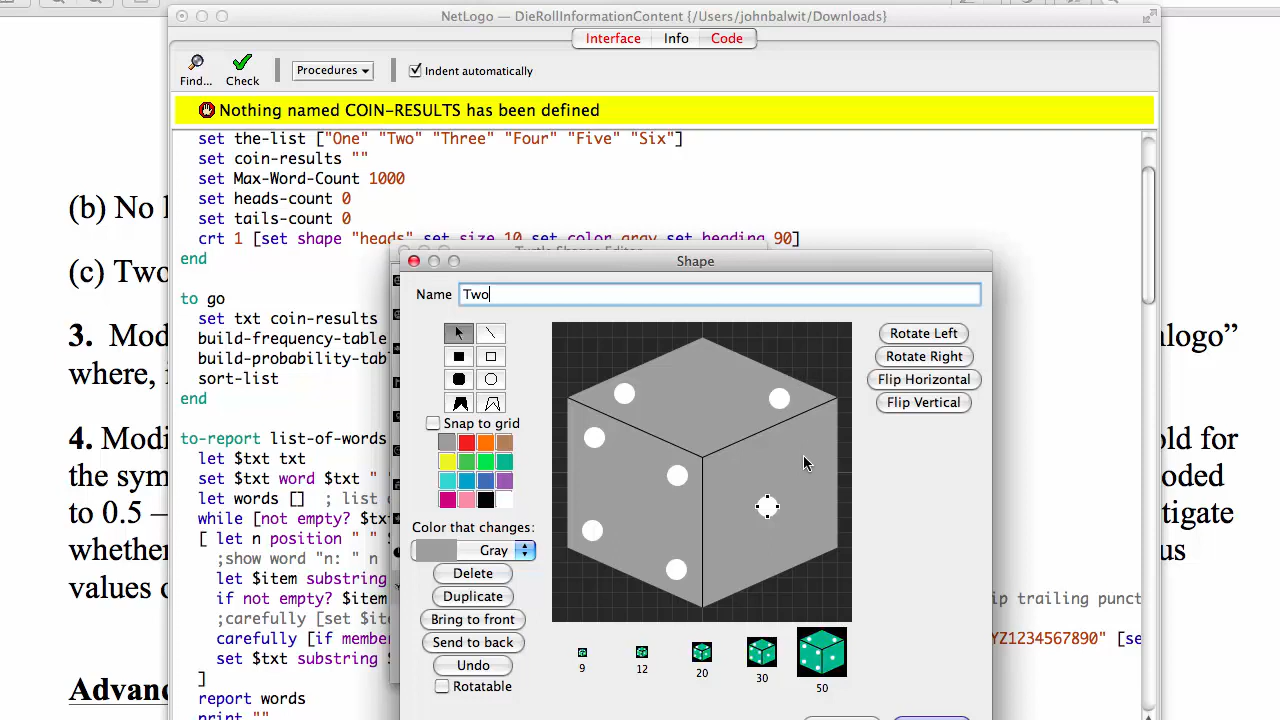 NetLogo — DieRollInformationContent {/Users/johnbalwit/Downloads}
Interface Info Code
Find... Check Procedures Indent automatically
Nothing named COIN-RESULTS has been defined
set the-list ["One" "Two" "Three" "Four" "Five" "Six"]
set coin-results ""
set Max-Word-Count 1000
set heads-count 0
set tails-count 0
crt 1 [set shape "heads" set size 10 set color gray set heading 90]
end
to go
set txt coin-results
build-frequency-table
build-probability-tab
sort-list
end
to-report list-of-words
let $txt txt
set $txt word $txt " "
let words [] ; list
while [not empty? $tx
[ let n position " " $
;show word "n: " n
let $item substring
if not empty? $item
;carefully [set $it
carefully [if member
set $txt substring
]
report words
print ""
ip trailing punct
YZ1234567890" [se
(b) No
(c) Two
3. Mod
where,
4. Modi
the sym
to 0.5 —
whether
values
Advan
alogo”
old for
oded
tigate
us
Turtle Shapes Editor
Shape
Name Two
Rotate Left
Rotate Right
Flip Horizontal
Flip Vertical
Snap to grid
Color that changes:
Gray
Delete
Duplicate
Bring to front
Send to back
Undo
Rotatable
9 12 20 30 50